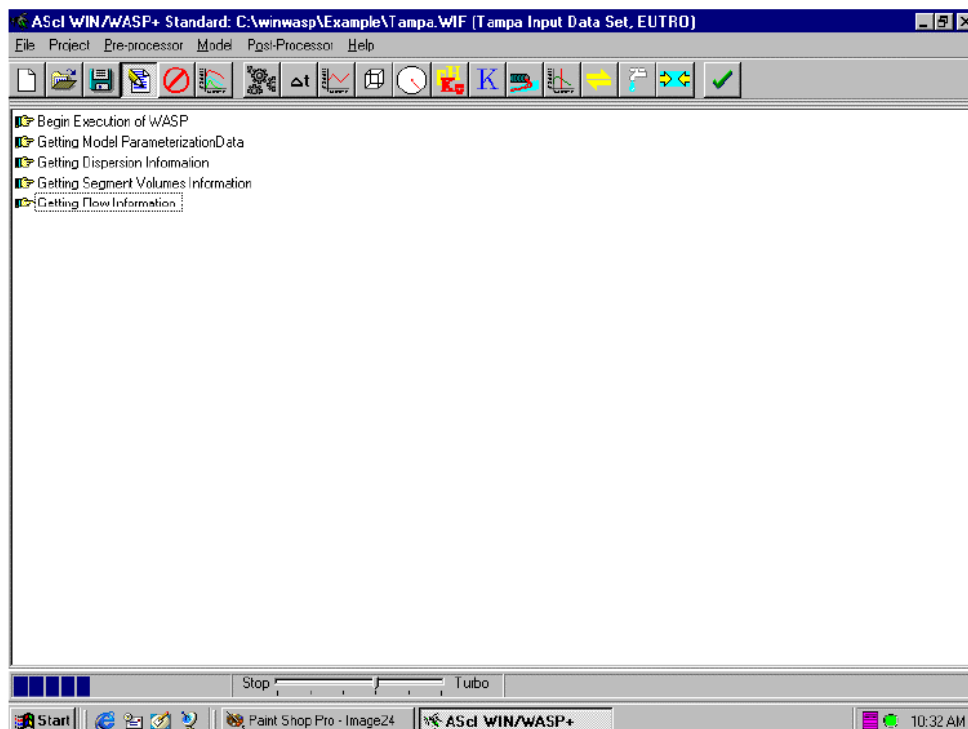 AScI WIN/WASP+ Standard: C:\winwasp\Example\Tampa.WIF (Tampa Input Data Set, EUTRO)
File Project Pre-processor Model Post-Processor Help
Δt K
Begin Execution of WASP
Getting Model ParameterizationData
Getting Dispersion Information
Getting Segment Volumes Information
Getting Flow Information
Stop Turbo
Start Paint Shop Pro - Image24 AScI WIN/WASP+ 10:32 AM